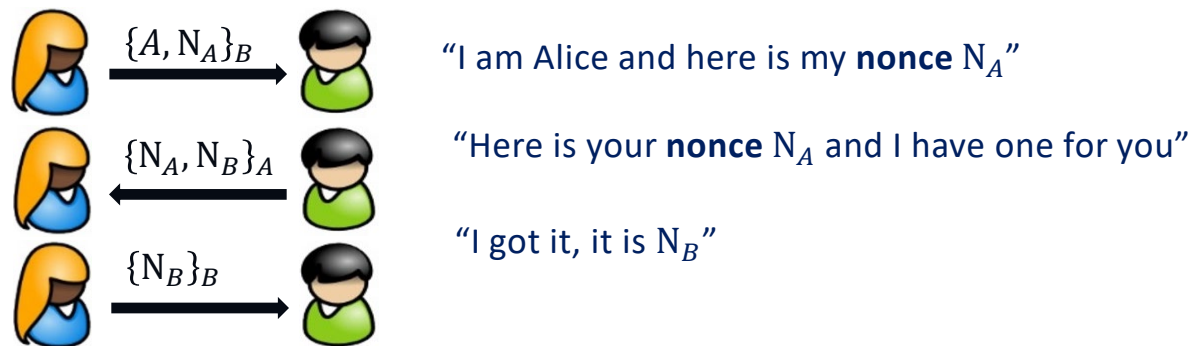 {A, N_A}_B
“I am Alice and here is my nonce N_A”
{N_A, N_B}_A
“Here is your nonce N_A and I have one for you”
{N_B}_B
“I got it, it is N_B”